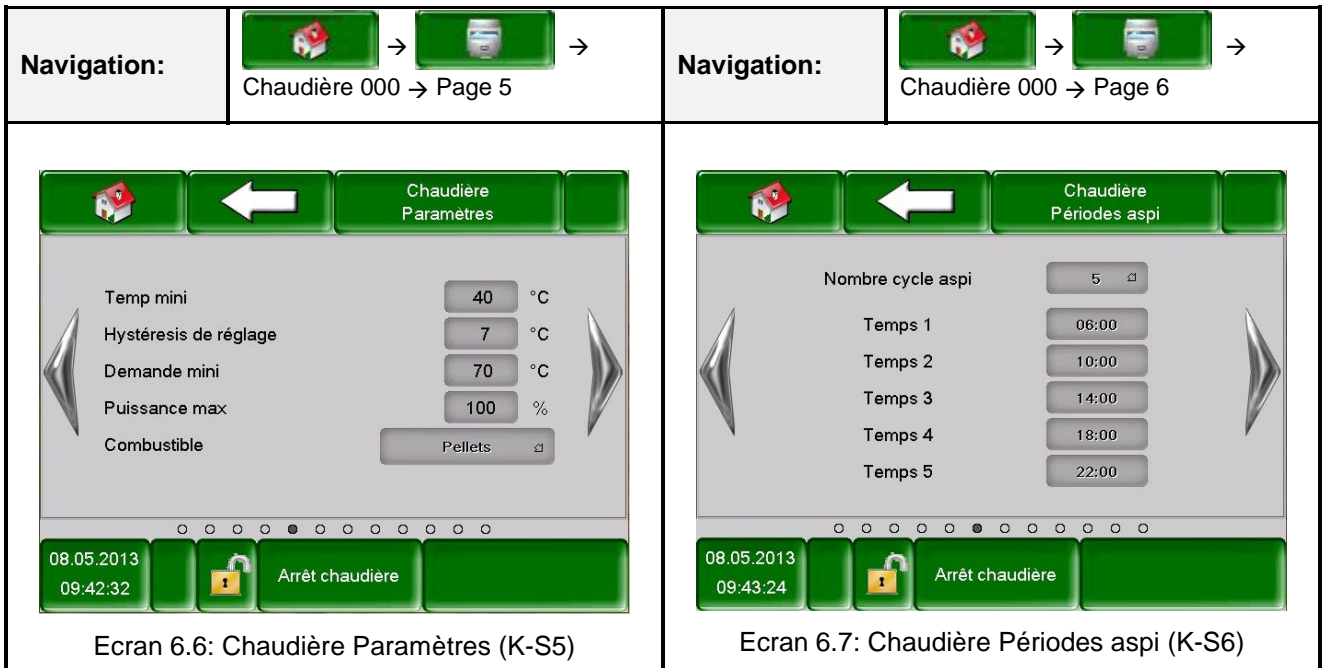 Navigation:
→ →
Chaudière 000 → Page 5
Navigation:
→ →
Chaudière 000 → Page 6
Chaudière
Paramètres
Temp mini 40 °C
Hystéresis de réglage 7 °C
Demande mini 70 °C
Puissance max 100 %
Combustible Pellets
08.05.2013
09:42:32
Arrêt chaudière
Ecran 6.6: Chaudière Paramètres (K-S5)
Chaudière
Périodes aspi
Nombre cycle aspi 5
Temps 1 06:00
Temps 2 10:00
Temps 3 14:00
Temps 4 18:00
Temps 5 22:00
08.05.2013
09:43:24
Arrêt chaudière
Ecran 6.7: Chaudière Périodes aspi (K-S6)